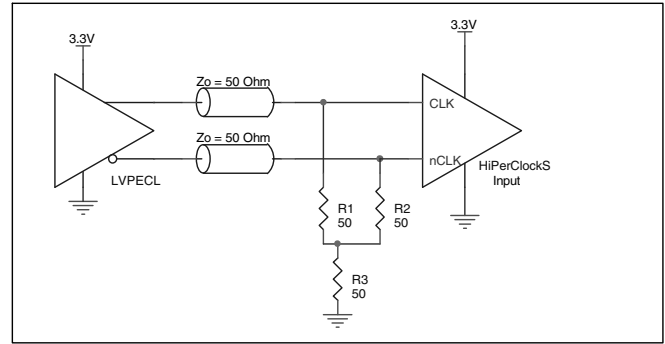 3.3V
3.3V
Zo = 50 Ohm
CLK
Zo = 50 Ohm
nCLK
HiPerClockS
Input
LVPECL
R1
50
R2
50
R3
50